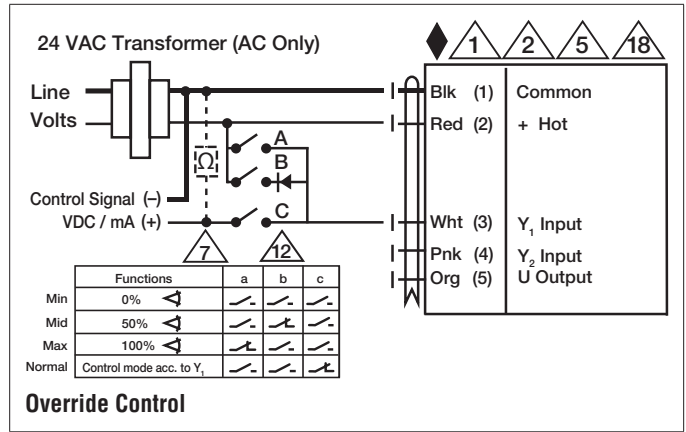 24 VAC Transformer (AC Only)
1 2 5 18
Line
Volts
Blk (1) Common
Red (2) + Hot
A
B
C
Ω
Control Signal (–)
VDC / mA (+)
Wht (3) Y₁ Input
Pnk (4) Y₂ Input
Org (5) U Output
7 12
Functions a b c
Min 0%
Mid 50%
Max 100%
Normal Control mode acc. to Y₁
Override Control